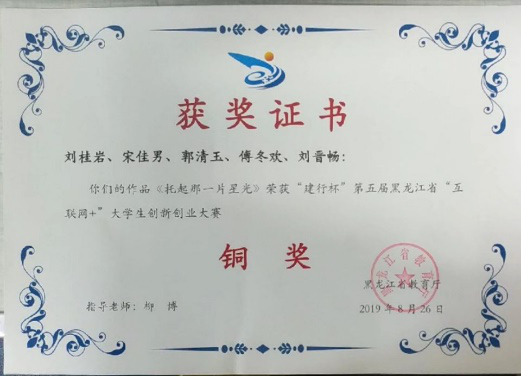 获奖证书
刘桂岩、宋佳男、郭清玉、傅冬欢、刘晋畅：
你们的作品《托起那一片星光》荣获“建行杯”第五届黑龙江省“互
联网+”大学生创新创业大赛
铜奖
黑龙江省教育厅
指导老师：柳 博
2019年8月26日